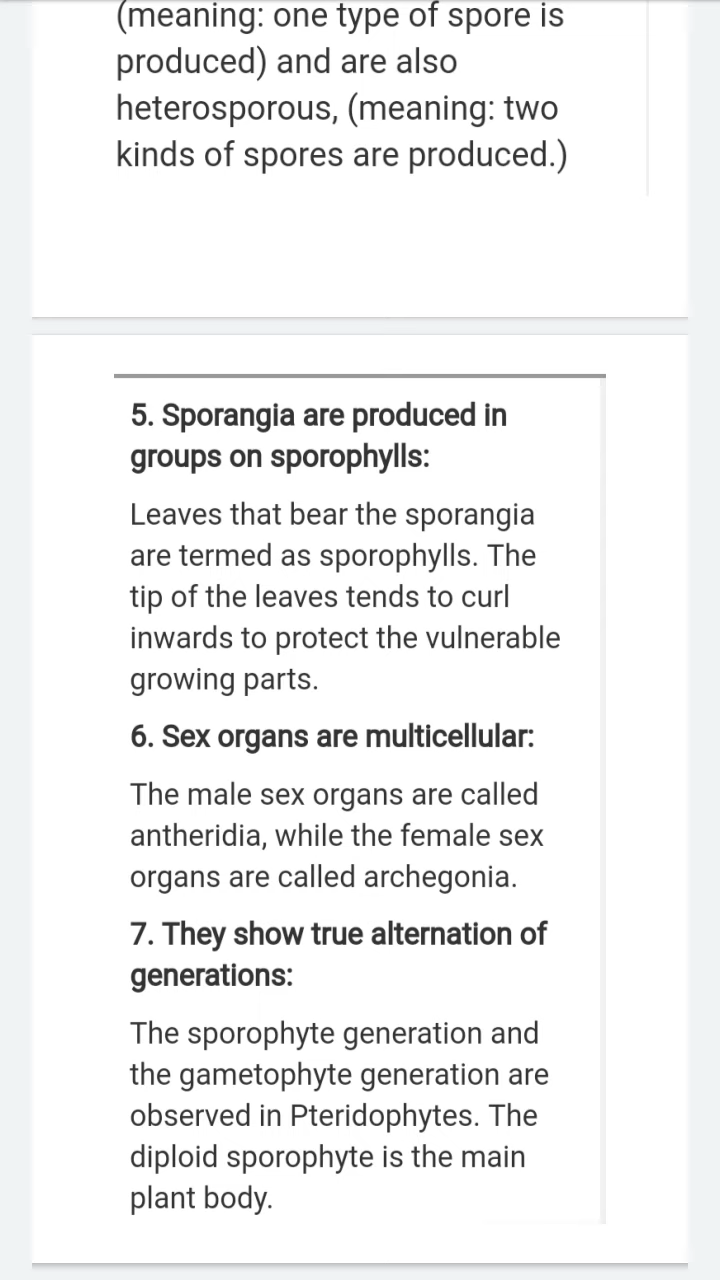 (meaning: one type of spore is
produced) and are also
heterosporous, (meaning: two
kinds of spores are produced.)
5. Sporangia are produced in
groups on sporophylls:
Leaves that bear the sporangia
are termed as sporophylls. The
tip of the leaves tends to curl
inwards to protect the vulnerable
growing parts.
6. Sex organs are multicellular:
The male sex organs are called
antheridia, while the female sex
organs are called archegonia.
7. They show true alternation of
generations:
The sporophyte generation and
the gametophyte generation are
observed in Pteridophytes. The
diploid sporophyte is the main
plant body.